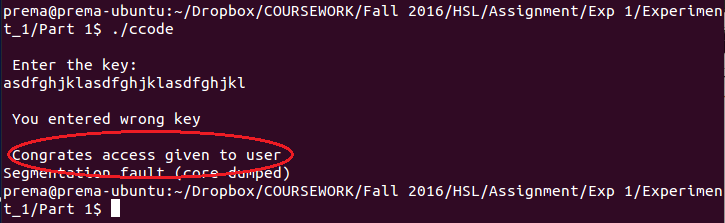 prema@prema-ubuntu:~/Dropbox/COURSEWORK/Fall 2016/HSL/Assignment/Exp 1/Experimen
t_1/Part 1$ ./ccode
Enter the key:
asdfghjklasdfghjklasdfghjkl
You entered wrong key
Congrates access given to user
Segmentation fault (core dumped)
prema@prema-ubuntu:~/Dropbox/COURSEWORK/Fall 2016/HSL/Assignment/Exp 1/Experimen
t_1/Part 1$